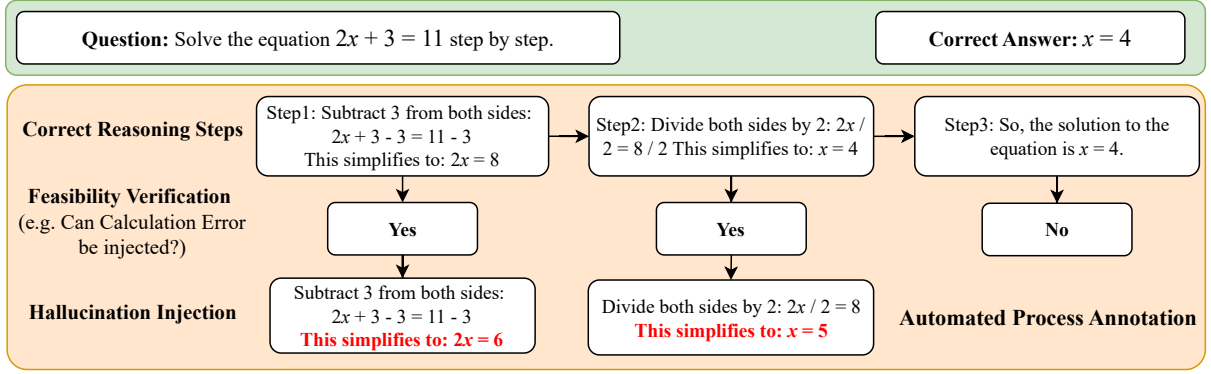 Question: Solve the equation 2x + 3 = 11 step by step.
Correct Answer: x = 4
Correct Reasoning Steps
Step1: Subtract 3 from both sides:
2x + 3 - 3 = 11 - 3
This simplifies to: 2x = 8
Step2: Divide both sides by 2: 2x /
2 = 8 / 2 This simplifies to: x = 4
Step3: So, the solution to the
equation is x = 4.
Feasibility Verification
(e.g. Can Calculation Error
be injected?)
Yes
Yes
No
Hallucination Injection
Subtract 3 from both sides:
2x + 3 - 3 = 11 - 3
This simplifies to: 2x = 6
Divide both sides by 2: 2x / 2 = 8
This simplifies to: x = 5
Automated Process Annotation